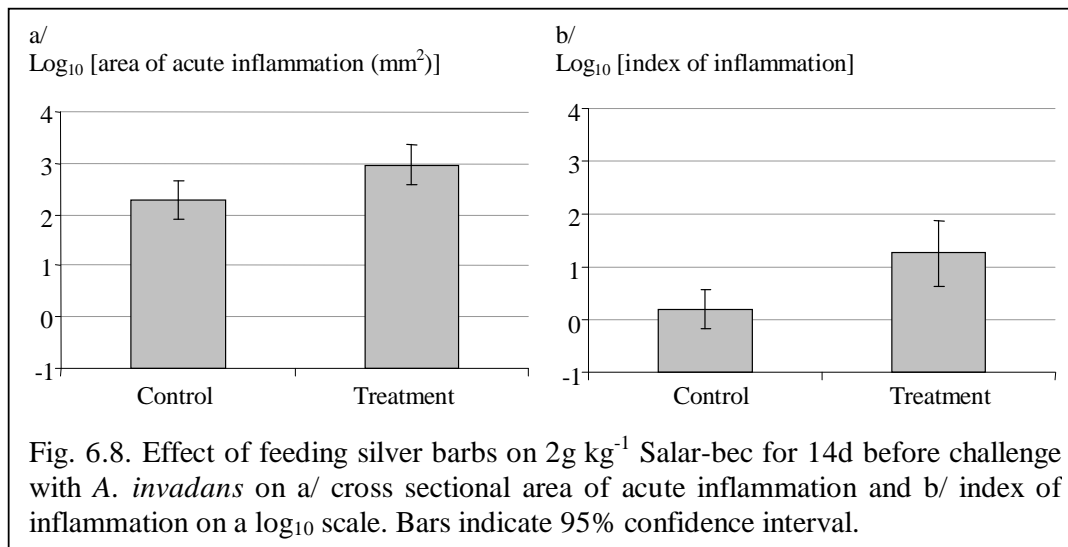 a/
Log₁₀ [area of acute inflammation (mm²)]
4
3
2
1
0
-1
Control Treatment
b/
Log₁₀ [index of inflammation]
4
3
2
1
0
-1
Control Treatment
Fig. 6.8. Effect of feeding silver barbs on 2g kg⁻¹ Salar-bec for 14d before challenge
with A. invadans on a/ cross sectional area of acute inflammation and b/ index of
inflammation on a log₁₀ scale. Bars indicate 95% confidence interval.